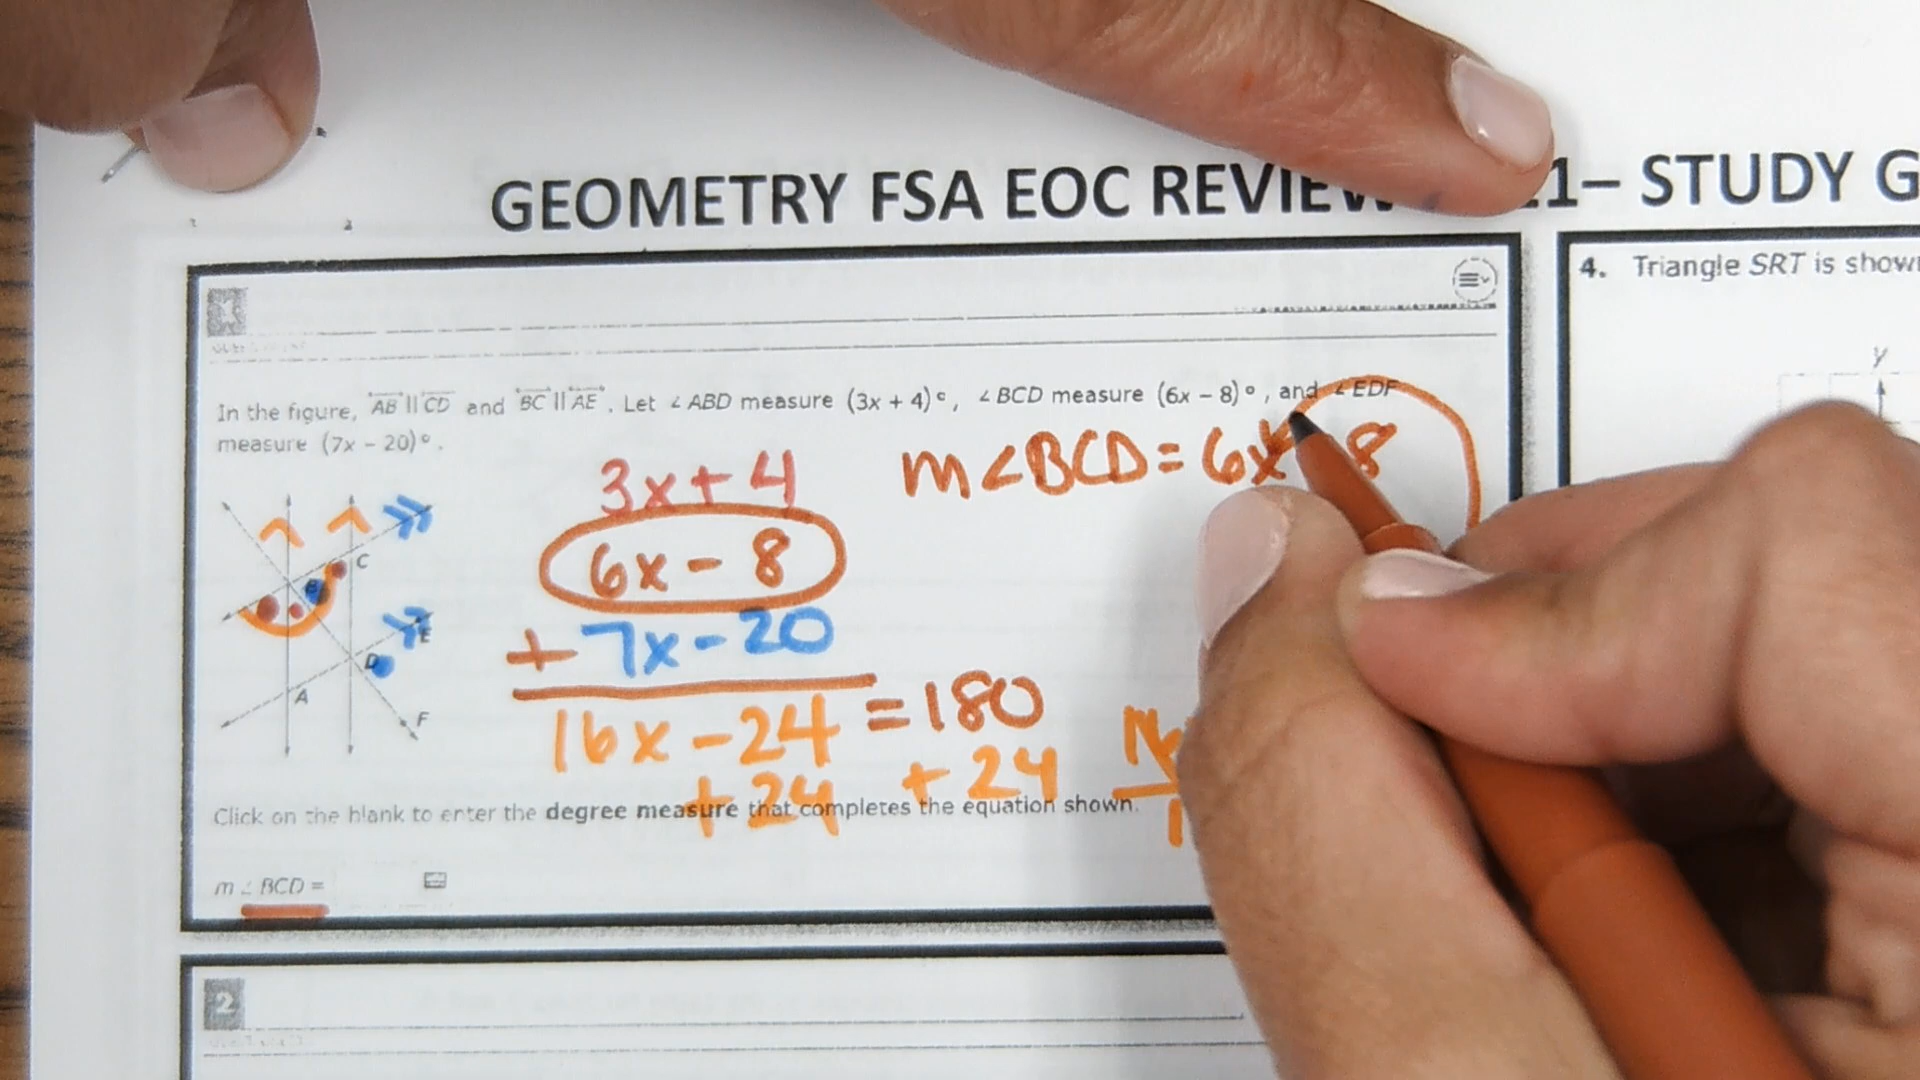 GEOMETRY FSA EOC REVIEW 1– STUDY G
1
In the figure, AB || CD and BC || AE . Let ∠ ABD measure (3x + 4)°, ∠ BCD measure (6x – 8)° , and ∠ EDF
measure (7x – 20)° .
m∠BCD = 6x 8
3x + 4
6x - 8
+ 7x - 20
16x - 24 = 180
+ 24 + 24
C
B
E
D
A
F
Click on the blank to enter the degree measure that completes the equation shown.
m ∠ BCD =
2
4. Triangle SRT is shown
y